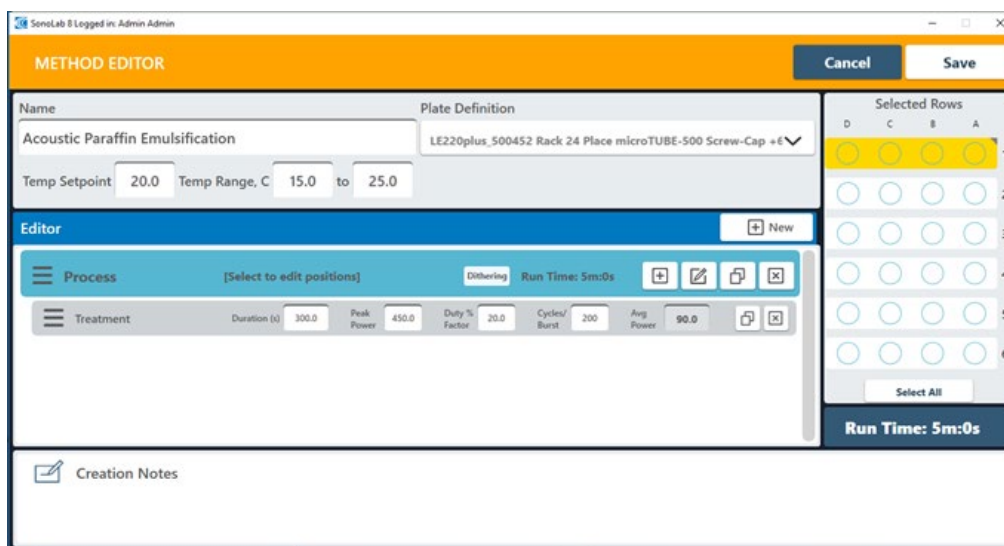 SonoLab 8 Logged in: Admin Admin
METHOD EDITOR
Cancel
Save
Name
Plate Definition
Acoustic Paraffin Emulsification
LE220plus_500452 Rack 24 Place microTUBE-500 Screw-Cap +6
Temp Setpoint 20.0 Temp Range, C 15.0 to 25.0
Selected Rows
D C B A
Editor
New
Process [Select to edit positions] Dithering Run Time: 5m:0s
Treatment Duration (s) 300.0 Peak Power 450.0 Duty % Factor 20.0 Cycles/ Burst 200 Avg Power 90.0
Select All
Run Time: 5m:0s
Creation Notes